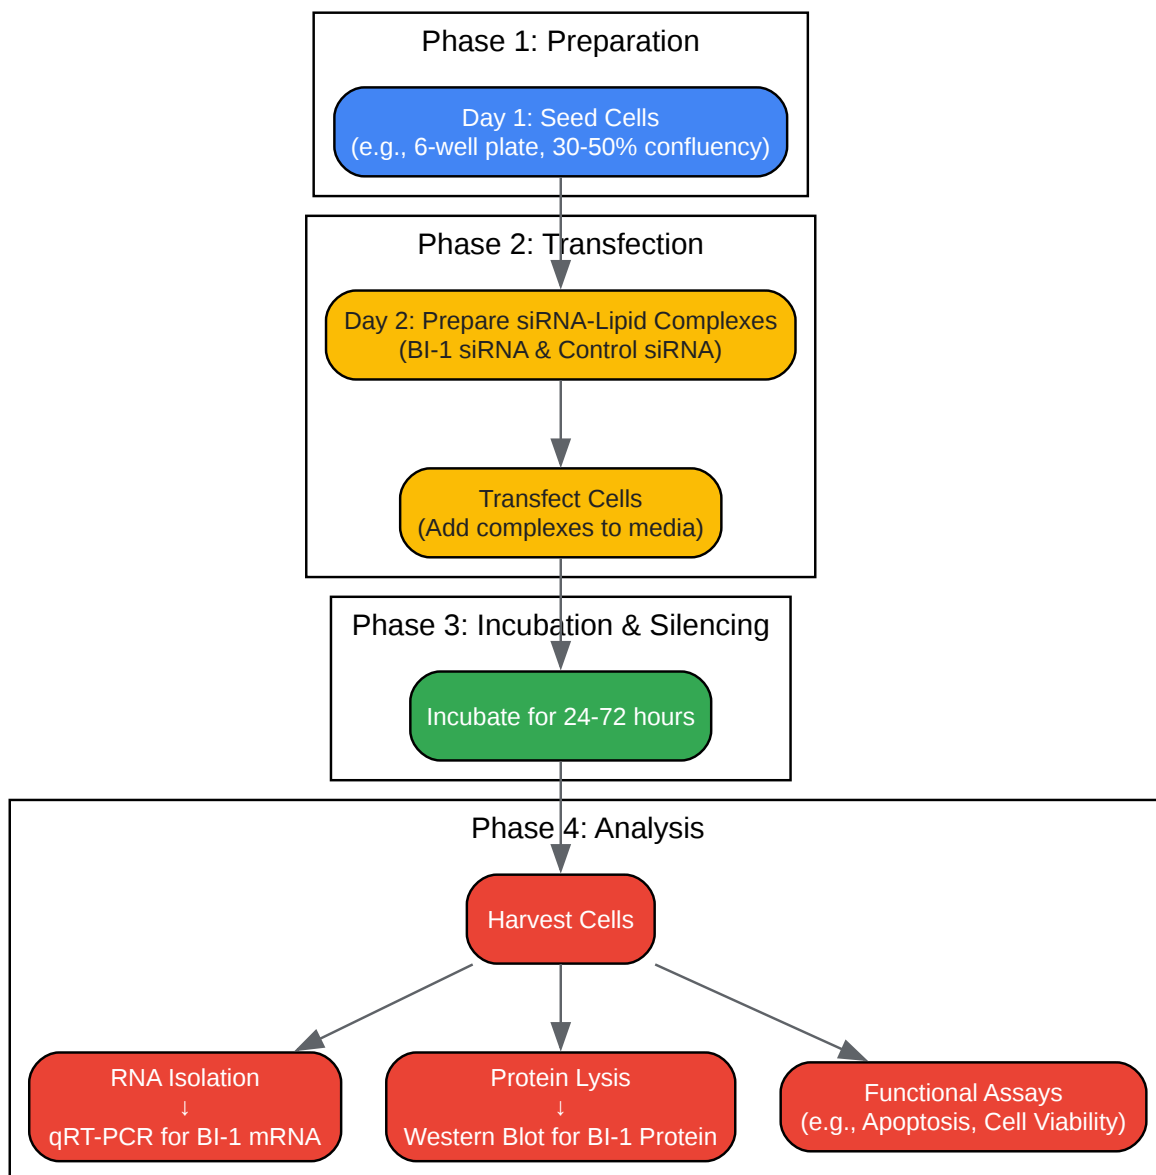 Phase 1: Preparation
Day 1: Seed Cells
(e.g., 6-well plate, 30-50% confluency)
Phase 2: Transfection
Day 2: Prepare siRNA-Lipid Complexes
(BI-1 siRNA & Control siRNA)
Transfect Cells
(Add complexes to media)
Phase 3: Incubation & Silencing
Incubate for 24-72 hours
Phase 4: Analysis
Harvest Cells
RNA Isolation
↓
qRT-PCR for BI-1 mRNA
Protein Lysis
↓
Western Blot for BI-1 Protein
Functional Assays
(e.g., Apoptosis, Cell Viability)